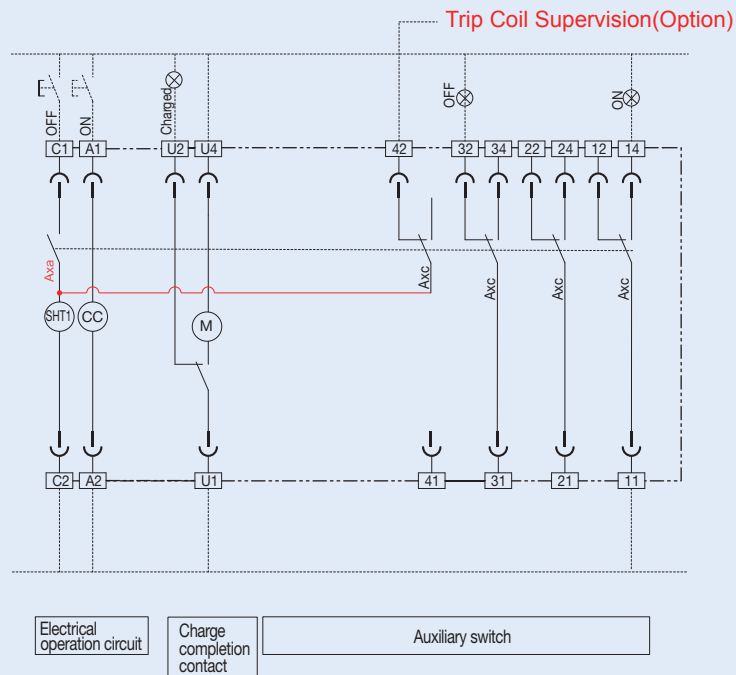 Trip Coil Supervision(Option)
OFF
ON
Charged
OFF
ON
C1 A1 U2 U4 42 32 34 22 24 12 14
Axa
Axc Axc Axc Axc
SHT1 CC M
C2 A2 U1 41 31 21 11
Electrical
operation circuit
Charge
completion
contact
Auxiliary switch